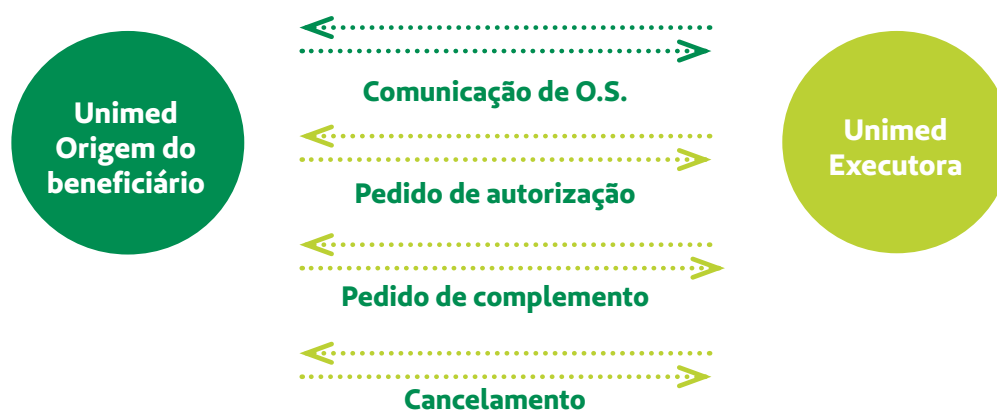 Unimed
Origem do
beneficiário
Comunicação de O.S.
Pedido de autorização
Pedido de complemento
Cancelamento
Unimed
Executora